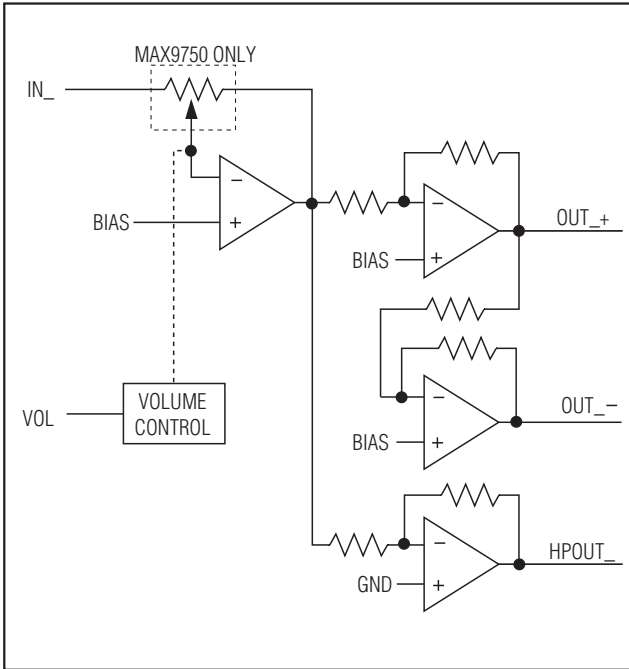 MAX9750 ONLY
IN_
−
+
BIAS
−
+
BIAS
OUT_+
VOL
VOLUME
CONTROL
−
+
BIAS
OUT_−
−
+
GND
HPOUT_